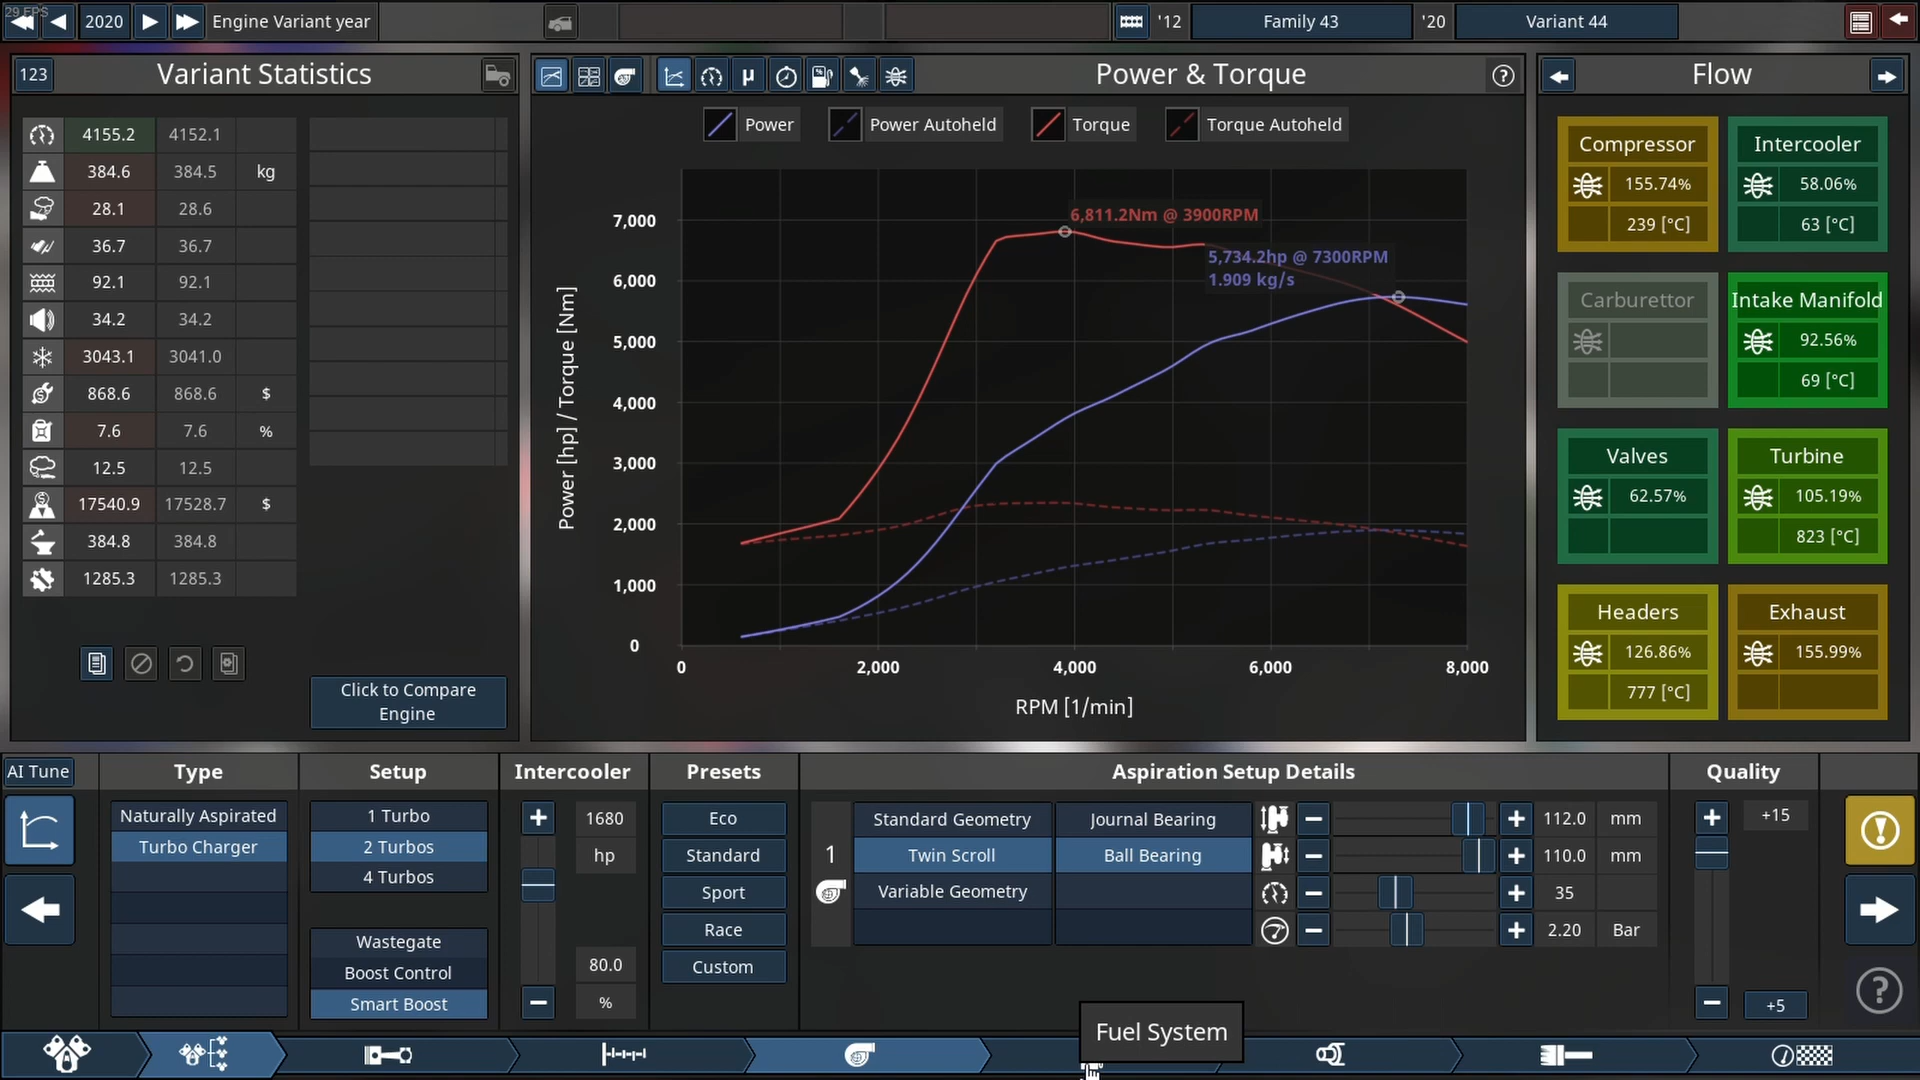 29 FPS
2020
Engine Variant year
'12
Family 43
'20
Variant 44
123
Variant Statistics
4155.2 4152.1
384.6 384.5 kg
28.1 28.6
36.7 36.7
92.1 92.1
34.2 34.2
3043.1 3041.0
868.6 868.6 $
7.6 7.6 %
12.5 12.5
17540.9 17528.7 $
384.8 384.8
1285.3 1285.3
Click to Compare
Engine
μ
Power & Torque
?
Power
Power Autoheld
Torque
Torque Autoheld
6,811.2Nm @ 3900RPM
5,734.2hp @ 7300RPM
1.909 kg/s
Power [hp] / Torque [Nm]
7,000
6,000
5,000
4,000
3,000
2,000
1,000
0
0 2,000 4,000 6,000 8,000
RPM [1/min]
Flow
Compressor
155.74%
239 [°C]
Intercooler
58.06%
63 [°C]
Carburettor
Intake Manifold
92.56%
69 [°C]
Valves
62.57%
Turbine
105.19%
823 [°C]
Headers
126.86%
777 [°C]
Exhaust
155.99%
AI Tune
Type
Naturally Aspirated
Turbo Charger
Setup
1 Turbo
2 Turbos
4 Turbos
Wastegate
Boost Control
Smart Boost
Intercooler
1680
hp
80.0
%
Presets
Eco
Standard
Sport
Race
Custom
Aspiration Setup Details
1
Standard Geometry
Twin Scroll
Variable Geometry
Journal Bearing
Ball Bearing
112.0 mm
110.0 mm
35
2.20 Bar
Quality
+15
+5
?
Fuel System